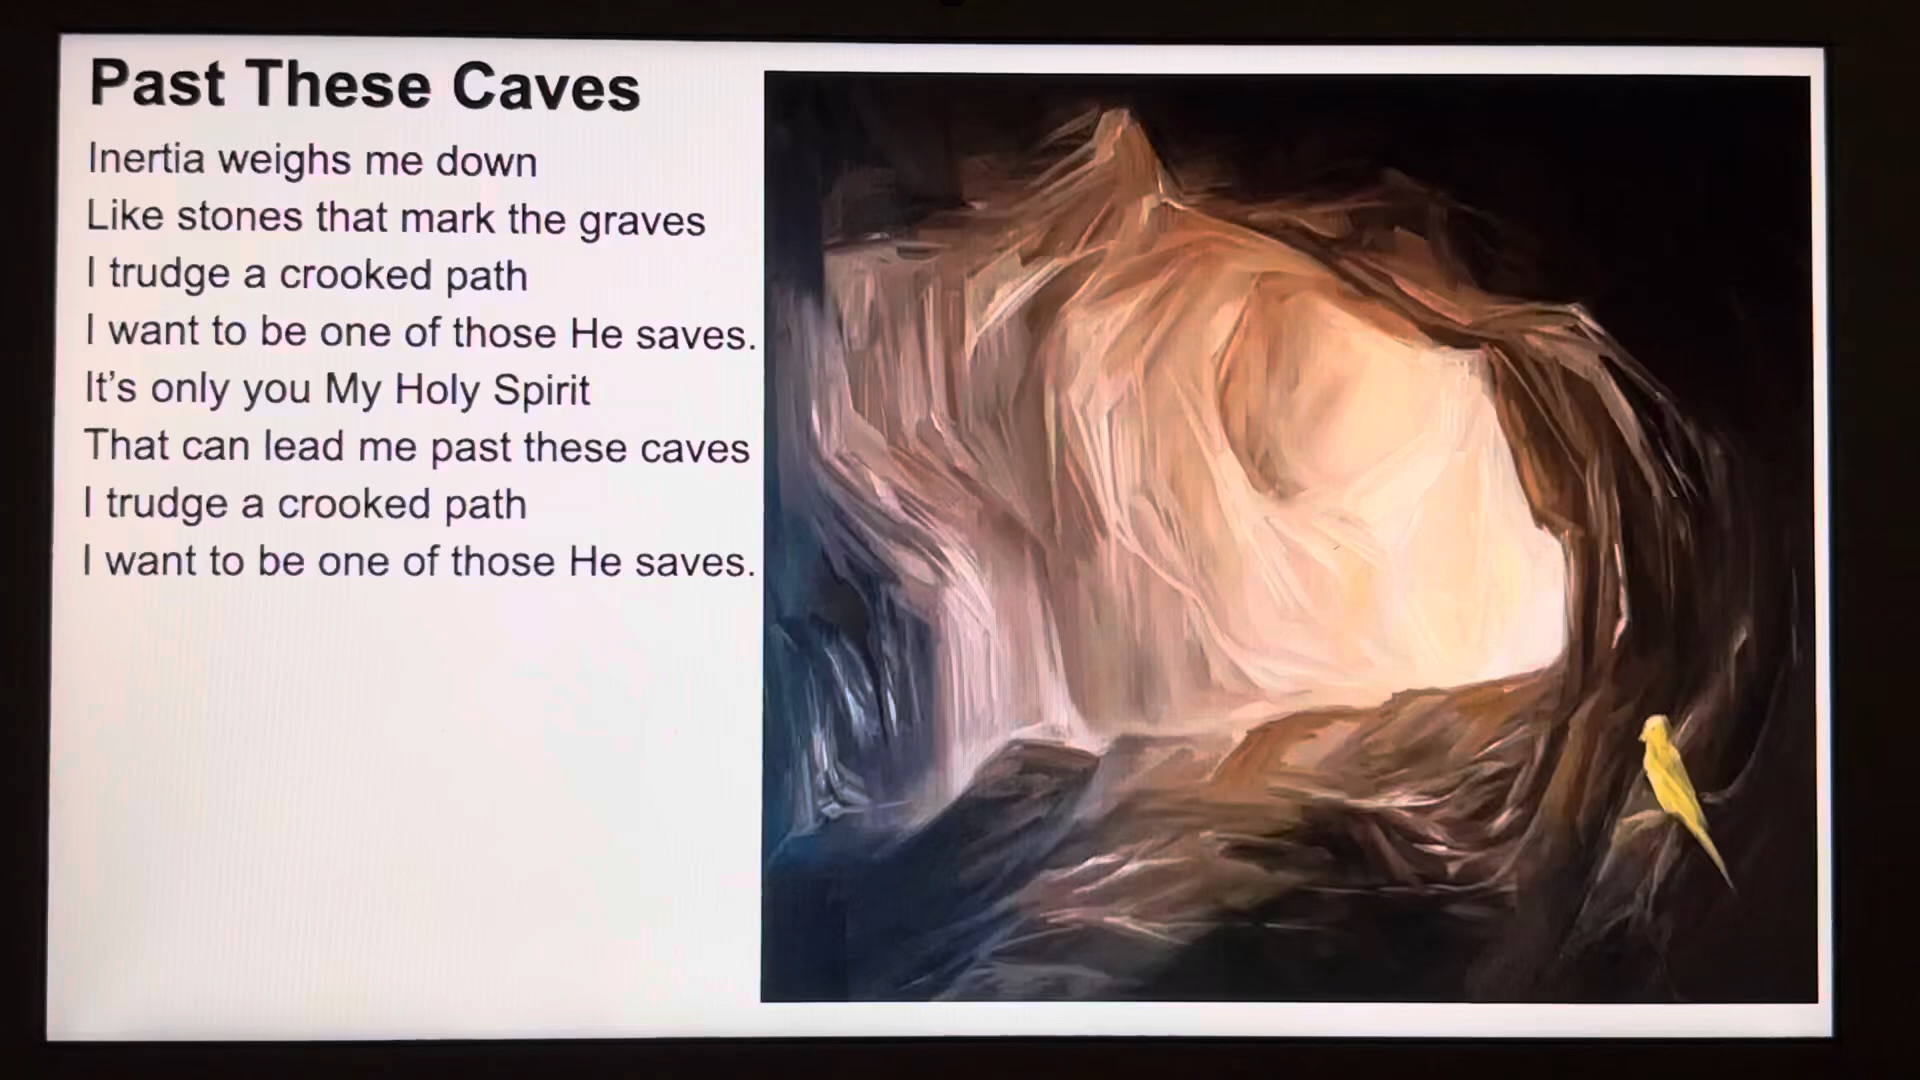 Past These Caves
Inertia weighs me down
Like stones that mark the graves
I trudge a crooked path
I want to be one of those He saves.
It's only you My Holy Spirit
That can lead me past these caves
I trudge a crooked path
I want to be one of those He saves.